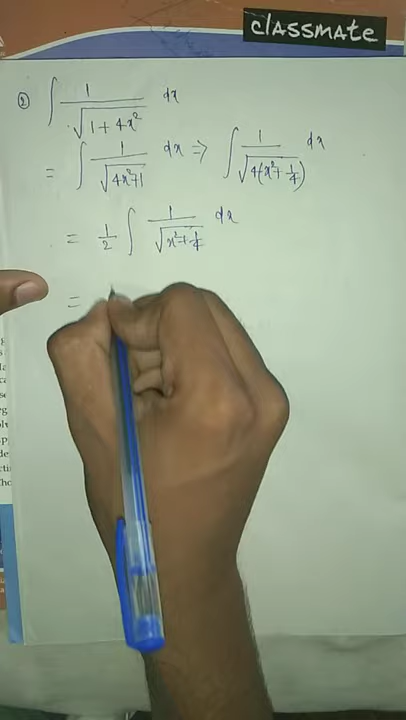 classmate
② ∫ 1/√(1 + 4x²) dx
= ∫ 1/√(4x²+1) dx ⇒ ∫ 1/√(4(x²+1/4)) dx
= 1/2 ∫ 1/√(x²+1/4) dx
=